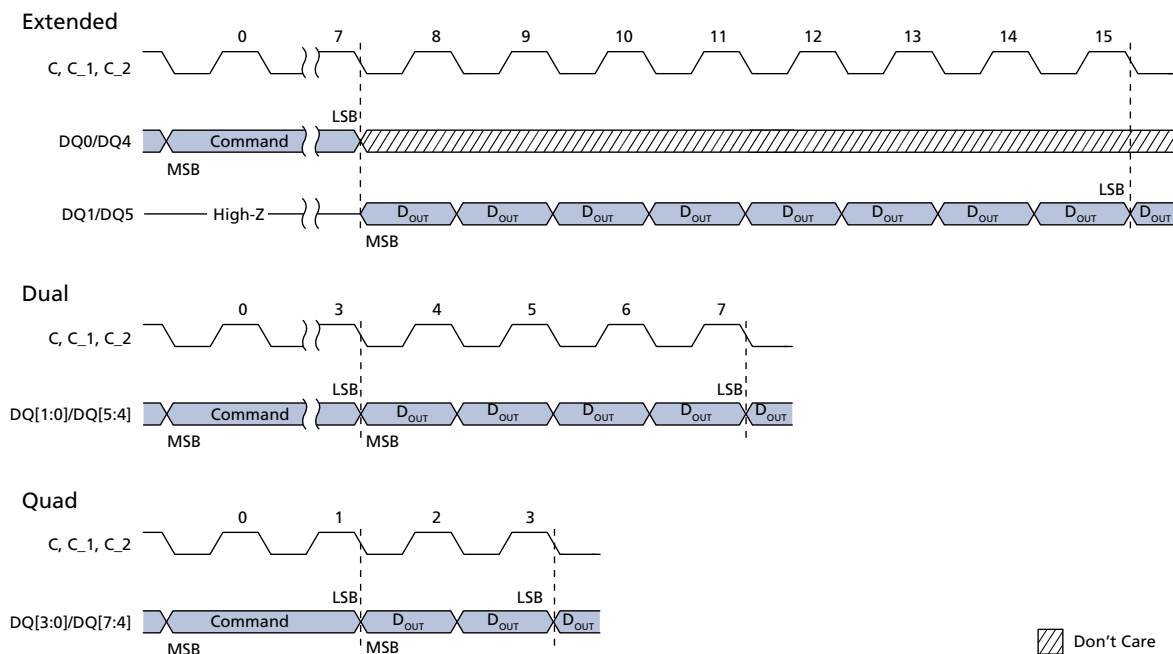 Extended
0 7 8 9 10 11 12 13 14 15
C, C_1, C_2
LSB
DQ0/DQ4 Command
MSB
LSB
DQ1/DQ5 High-Z DOUT DOUT DOUT DOUT DOUT DOUT DOUT DOUT DOUT
MSB
Dual
0 3 4 5 6 7
C, C_1, C_2
LSB LSB
DQ[1:0]/DQ[5:4] Command DOUT DOUT DOUT DOUT DOUT
MSB MSB
Quad
0 1 2 3
C, C_1, C_2
LSB LSB
DQ[3:0]/DQ[7:4] Command DOUT DOUT DOUT
MSB MSB
Don't Care